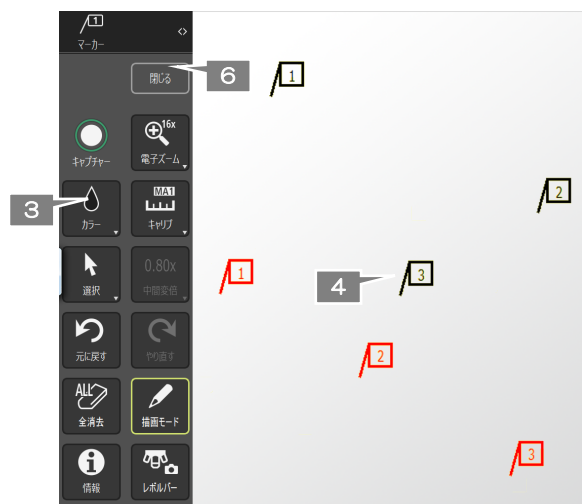 1
マーカー
閉じる
6
1
16x
キャプチャー
電子ズーム
MA1
2
3
カラー
キャリブ
0.80x
1
3
4
選択
中間変倍
元に戻す
やり直す
2
ALL
全消去
描画モード
3
情報
レボルバー